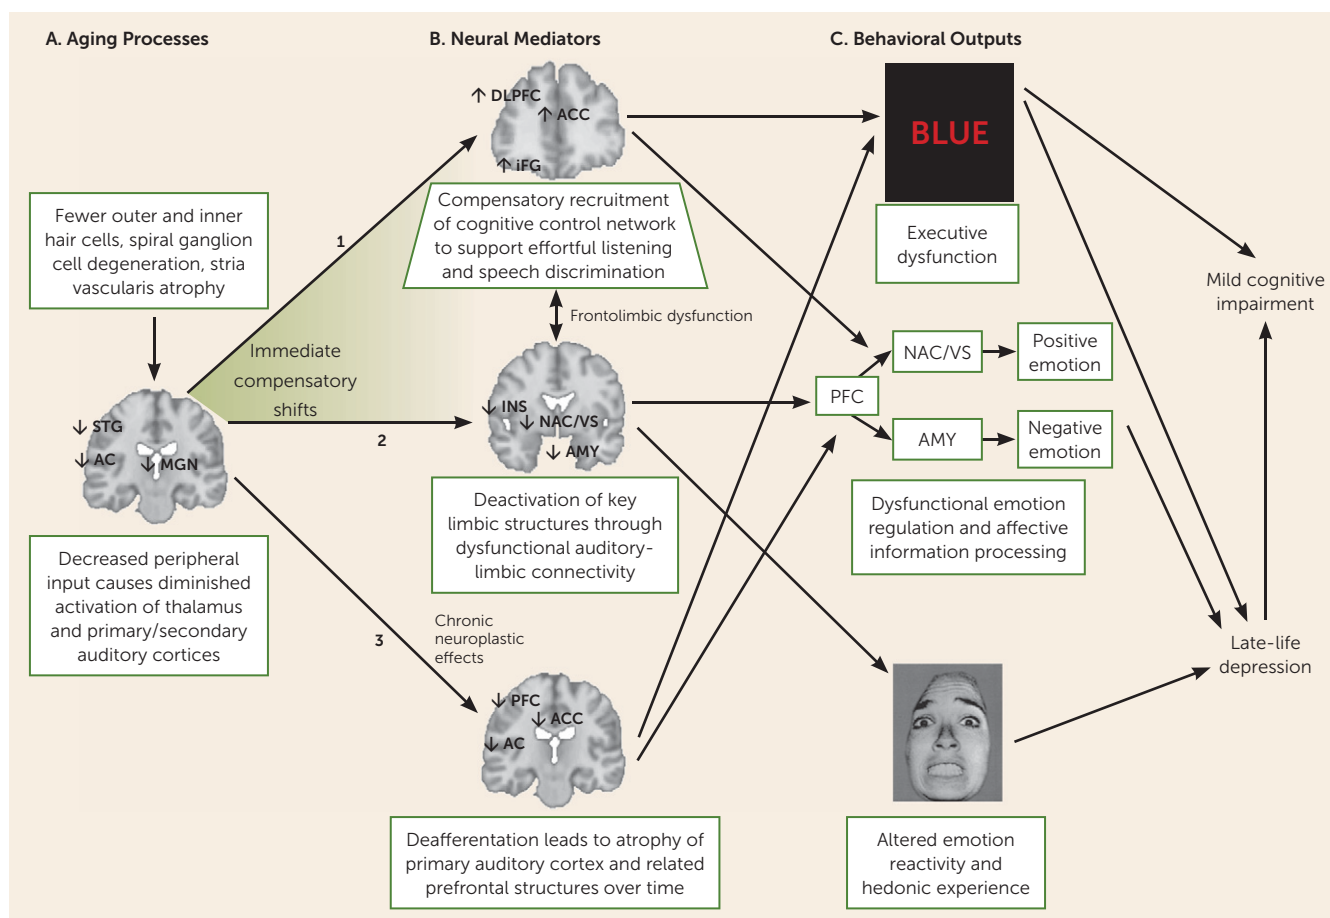 A. Aging Processes
Fewer outer and inner
hair cells, spiral ganglion
cell degeneration, stria
vascularis atrophy
↓ STG
↓ AC
↓ MGN
Decreased peripheral
input causes diminished
activation of thalamus
and primary/secondary
auditory cortices
1
Immediate
compensatory
shifts
2
3
B. Neural Mediators
↑ DLPFC
↑ ACC
↑ iFG
Compensatory recruitment
of cognitive control network
to support effortful listening
and speech discrimination
Frontolimbic dysfunction
↓ INS
↓ NAC/VS
↓ AMY
Deactivation of key
limbic structures through
dysfunctional auditory-
limbic connectivity
Chronic
neuroplastic
effects
↓ PFC
↓ ACC
↓ AC
Deafferentation leads to atrophy of
primary auditory cortex and related
prefrontal structures over time
C. Behavioral Outputs
BLUE
Executive
dysfunction
PFC
NAC/VS
Positive
emotion
AMY
Negative
emotion
Dysfunctional emotion
regulation and affective
information processing
Altered emotion
reactivity and
hedonic experience
Mild cognitive
impairment
Late-life
depression